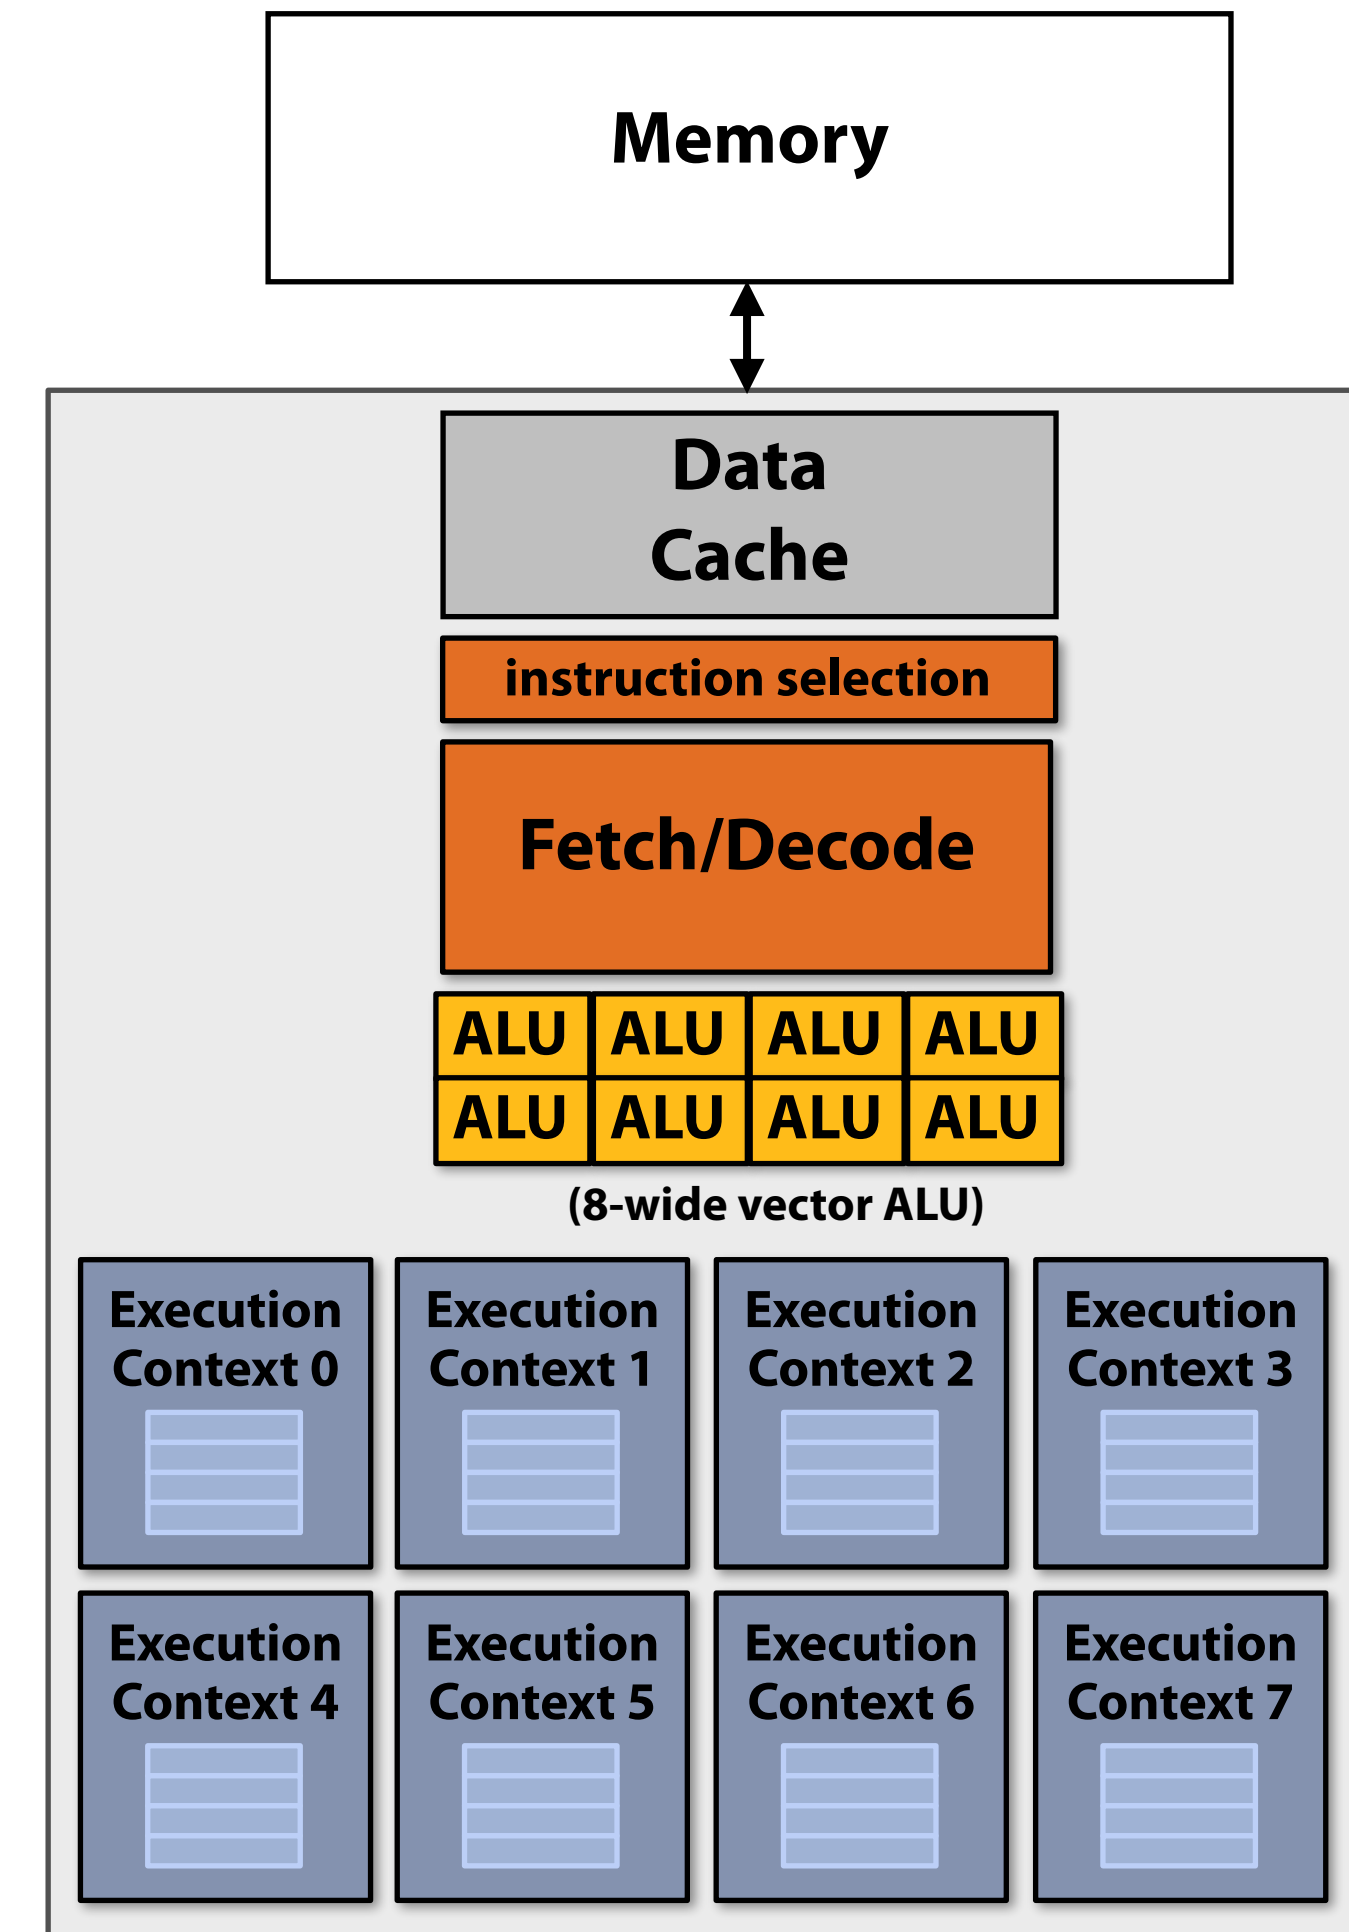 Memory
Data
Cache
instruction selection
Fetch/Decode
ALU ALU ALU ALU
ALU ALU ALU ALU
(8-wide vector ALU)
Execution Execution Execution Execution
Context 0 Context 1 Context 2 Context 3
Execution Execution Execution Execution
Context 4 Context 5 Context 6 Context 7